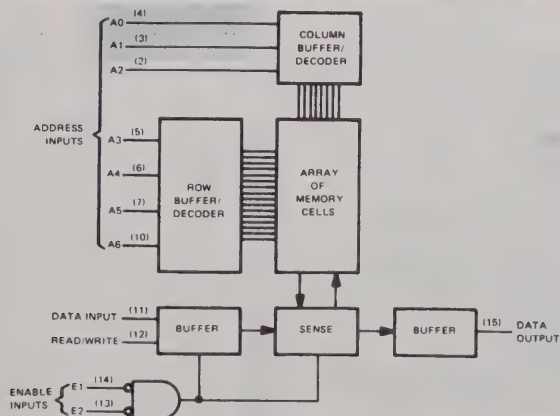 A0 (4)
A1 (3)
A2 (2)
COLUMN
BUFFER/
DECODER
ADDRESS
INPUTS
A3 (5)
A4 (6)
A5 (7)
A6 (10)
ROW
BUFFER/
DECODER
ARRAY
OF
MEMORY
CELLS
DATA INPUT (11)
READ/WRITE (12)
BUFFER
SENSE
BUFFER
(15) DATA
OUTPUT
ENABLE
INPUTS
E1 (14)
E2 (13)